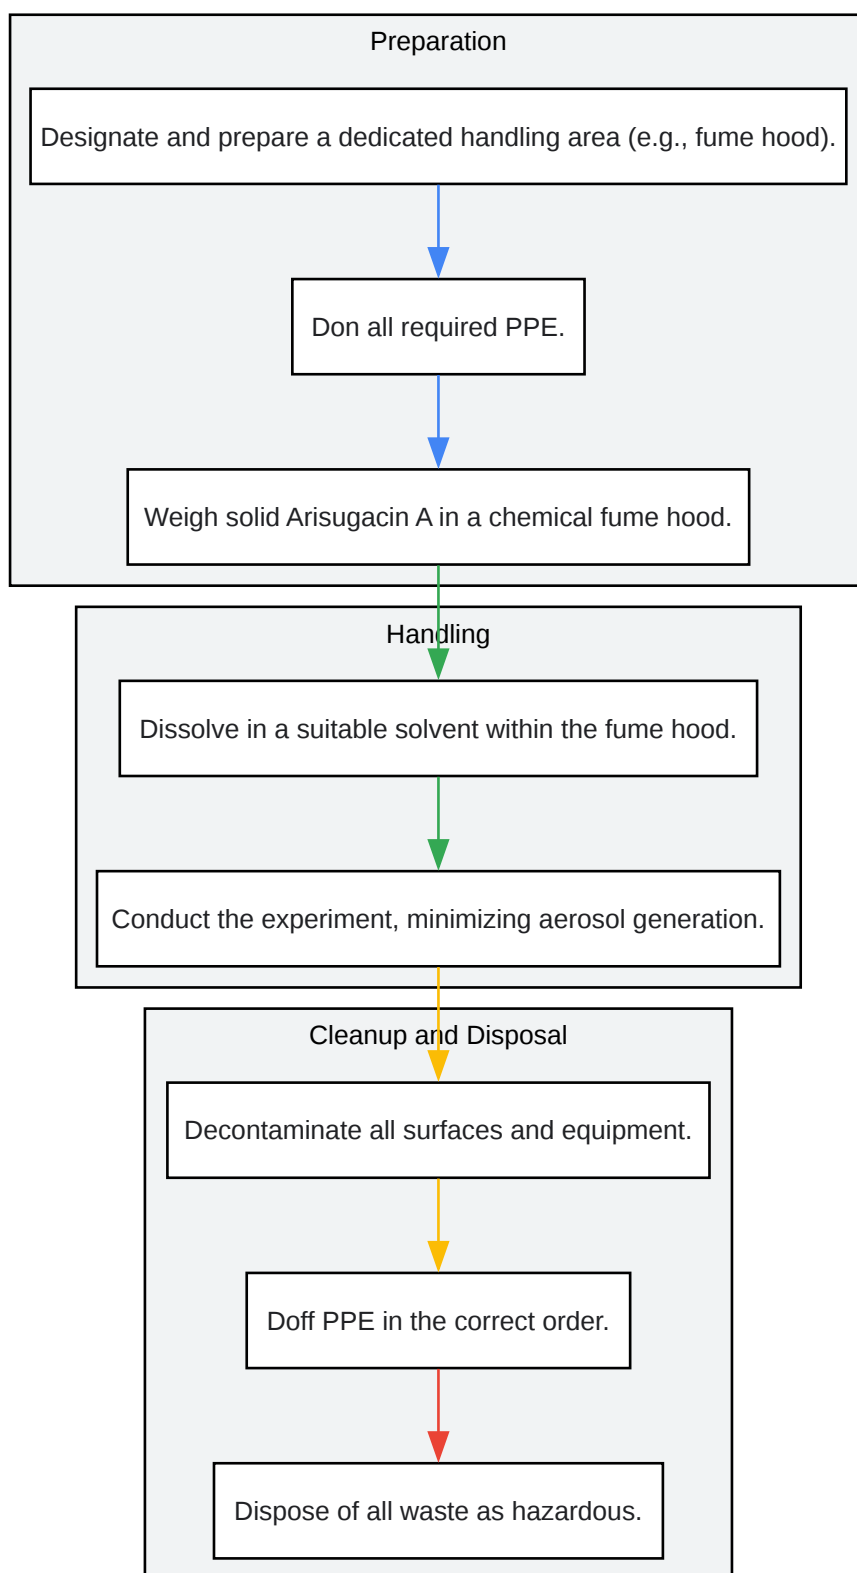 Preparation
Designate and prepare a dedicated handling area (e.g., fume hood).
Don all required PPE.
Weigh solid Arisugacin A in a chemical fume hood.
Handling
Dissolve in a suitable solvent within the fume hood.
Conduct the experiment, minimizing aerosol generation.
Cleanup and Disposal
Decontaminate all surfaces and equipment.
Doff PPE in the correct order.
Dispose of all waste as hazardous.